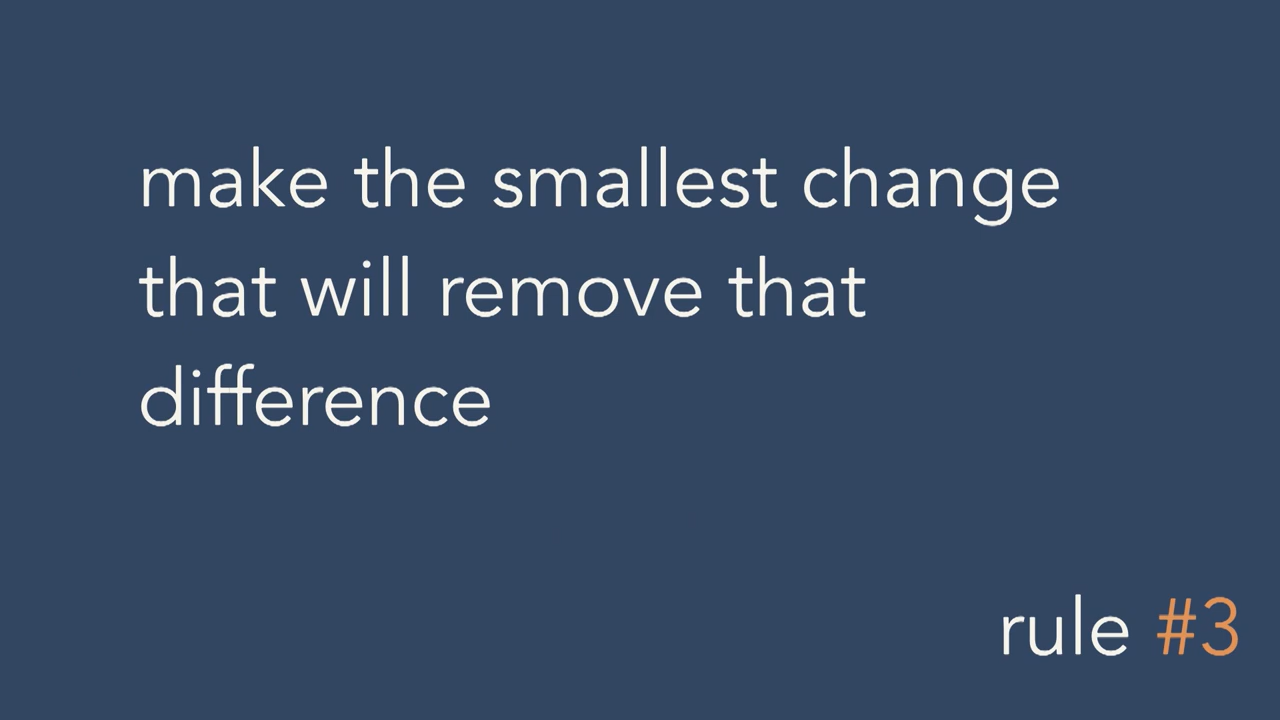 make the smallest change
that will remove that
difference
rule #3